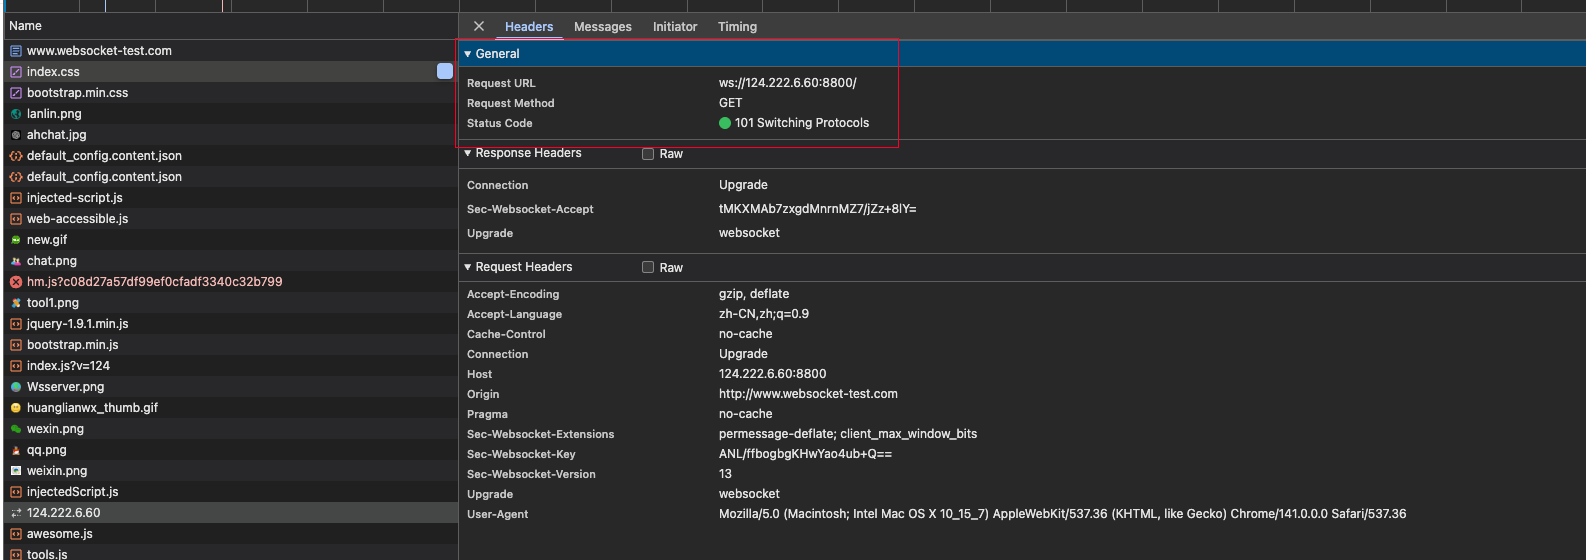 Name
www.websocket-test.com
index.css
bootstrap.min.css
lanlin.png
ahchat.jpg
default_config.content.json
default_config.content.json
injected-script.js
web-accessible.js
new.gif
chat.png
hm.js?c08d27a57df99ef0cfadf3340c32b799
tool1.png
jquery-1.9.1.min.js
bootstrap.min.js
index.js?v=124
Wsserver.png
huanglianwx_thumb.gif
wexin.png
qq.png
weixin.png
injectedScript.js
124.222.6.60
awesome.js
tools.js
Headers Messages Initiator Timing
General
Request URL ws://124.222.6.60:8800/
Request Method GET
Status Code 101 Switching Protocols
Response Headers Raw
Connection Upgrade
Sec-Websocket-Accept tMKXMAb7zxgdMnrnMZ7/jZz+8lY=
Upgrade websocket
Request Headers Raw
Accept-Encoding gzip, deflate
Accept-Language zh-CN,zh;q=0.9
Cache-Control no-cache
Connection Upgrade
Host 124.222.6.60:8800
Origin http://www.websocket-test.com
Pragma no-cache
Sec-Websocket-Extensions permessage-deflate; client_max_window_bits
Sec-Websocket-Key ANL/ffbogbgKHwYao4ub+Q==
Sec-Websocket-Version 13
Upgrade websocket
User-Agent Mozilla/5.0 (Macintosh; Intel Mac OS X 10_15_7) AppleWebKit/537.36 (KHTML, like Gecko) Chrome/141.0.0.0 Safari/537.36